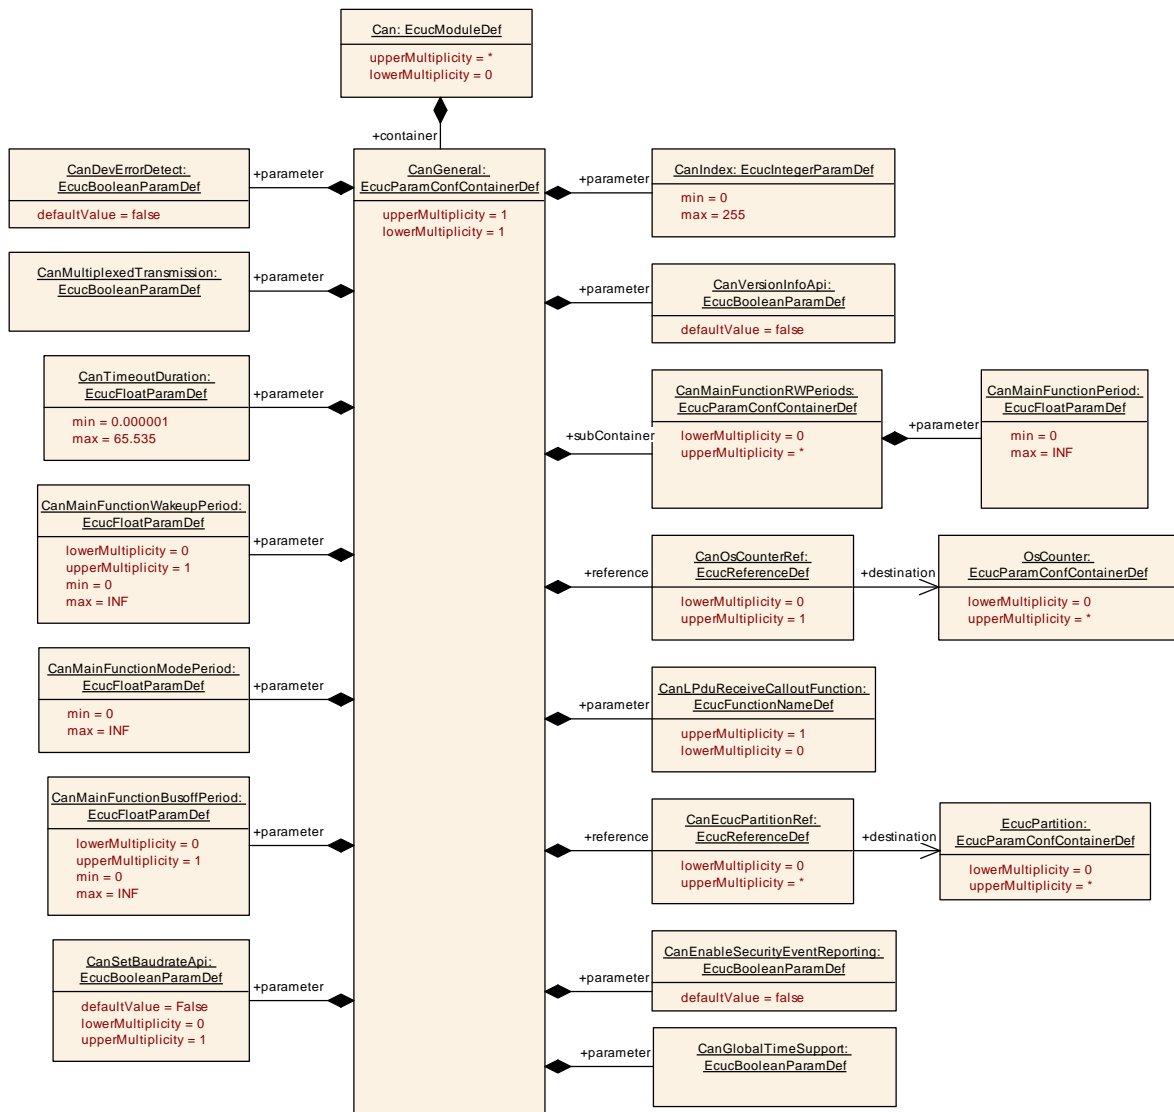 Can: EcucModuleDef
upperMultiplicity = *
lowerMultiplicity = 0
+container
CanGeneral:
EcucParamConfContainerDef
upperMultiplicity = 1
lowerMultiplicity = 1
CanDevErrorDetect:
EcucBooleanParamDef
defaultValue = false
+parameter
CanMultiplexedTransmission:
EcucBooleanParamDef
+parameter
CanTimeoutDuration:
EcucFloatParamDef
min = 0.000001
max = 65.535
+parameter
CanMainFunctionWakeupPeriod:
EcucFloatParamDef
lowerMultiplicity = 0
upperMultiplicity = 1
min = 0
max = INF
+parameter
CanMainFunctionModePeriod:
EcucFloatParamDef
min = 0
max = INF
+parameter
CanMainFunctionBusoffPeriod:
EcucFloatParamDef
lowerMultiplicity = 0
upperMultiplicity = 1
min = 0
max = INF
+parameter
CanSetBaudrateApi:
EcucBooleanParamDef
defaultValue = False
lowerMultiplicity = 0
upperMultiplicity = 1
+parameter
+parameter
CanIndex: EcucIntegerParamDef
min = 0
max = 255
+parameter
CanVersionInfoApi:
EcucBooleanParamDef
defaultValue = false
+subContainer
CanMainFunctionRWPeriods:
EcucParamConfContainerDef
lowerMultiplicity = 0
upperMultiplicity = *
+parameter
CanMainFunctionPeriod:
EcucFloatParamDef
min = 0
max = INF
+reference
CanOsCounterRef:
EcucReferenceDef
lowerMultiplicity = 0
upperMultiplicity = 1
+destination
OsCounter:
EcucParamConfContainerDef
lowerMultiplicity = 0
upperMultiplicity = *
+parameter
CanLPduReceiveCalloutFunction:
EcucFunctionNameDef
upperMultiplicity = 1
lowerMultiplicity = 0
+reference
CanEcucPartitionRef:
EcucReferenceDef
lowerMultiplicity = 0
upperMultiplicity = *
+destination
EcucPartition:
EcucParamConfContainerDef
lowerMultiplicity = 0
upperMultiplicity = *
+parameter
CanEnableSecurityEventReporting:
EcucBooleanParamDef
defaultValue = false
+parameter
CanGlobalTimeSupport:
EcucBooleanParamDef